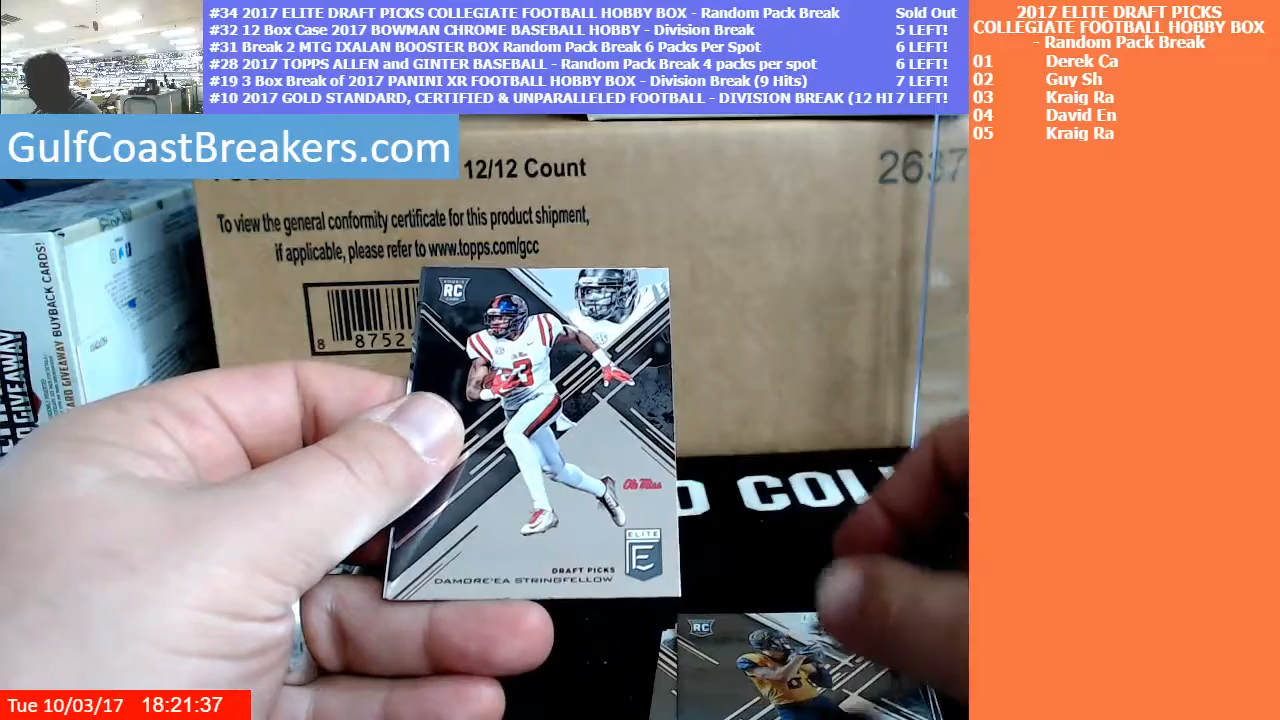 #34 2017 ELITE DRAFT PICKS COLLEGIATE FOOTBALL HOBBY BOX - Random Pack Break Sold Out
#32 12 Box Case 2017 BOWMAN CHROME BASEBALL HOBBY - Division Break 5 LEFT!
#31 Break 2 MTG IXALAN BOOSTER BOX Random Pack Break 6 Packs Per Spot 6 LEFT!
#28 2017 TOPPS ALLEN and GINTER BASEBALL - Random Pack Break 4 packs per spot 6 LEFT!
#19 3 Box Break of 2017 PANINI XR FOOTBALL HOBBY BOX - Division Break (9 Hits) 7 LEFT!
#10 2017 GOLD STANDARD, CERTIFIED & UNPARALLELED FOOTBALL - DIVISION BREAK (12 HI 7 LEFT!
2017 ELITE DRAFT PICKS
COLLEGIATE FOOTBALL HOBBY BOX
- Random Pack Break
01 Derek Ca
02 Guy Sh
03 Kraig Ra
04 David En
05 Kraig Ra
GulfCoastBreakers.com
12/12 Count
2637
To view the general conformity certificate for this product shipment,
if applicable, please refer to www.topps.com/gcc
8 8752
BUYBACK CARDS!
CARD GIVEAWAY
GIVEAWAY
RC
23
Ole Miss
ELITE
E
DRAFT PICKS
DAMORE'EA STRINGFELLOW
COLL
RC
Tue 10/03/17 18:21:37